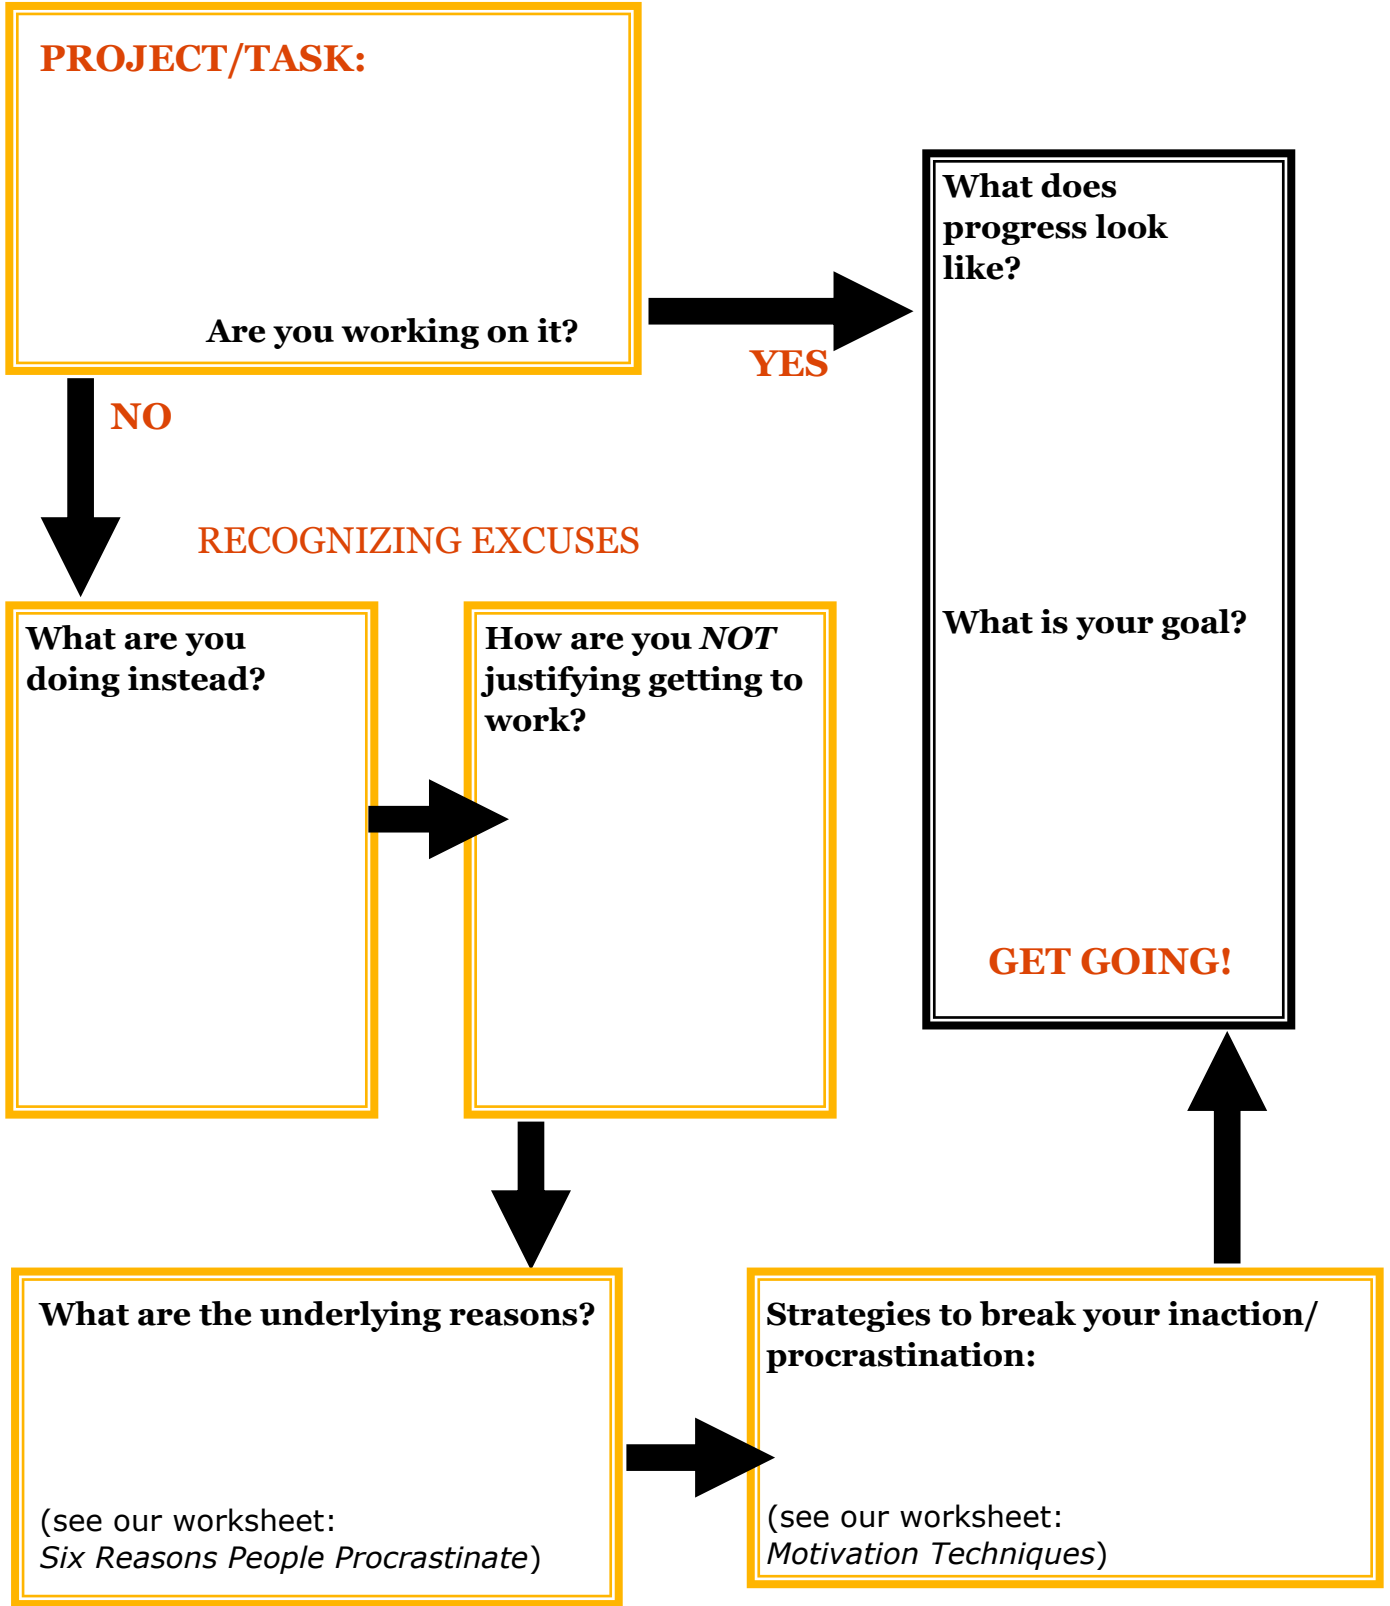 PROJECT/TASK:
Are you working on it?
YES
NO
What does
progress look
like?
What is your goal?
GET GOING!
RECOGNIZING EXCUSES
What are you
doing instead?
How are you NOT
justifying getting to
work?
What are the underlying reasons?
(see our worksheet:
Six Reasons People Procrastinate)
Strategies to break your inaction/
procrastination:
(see our worksheet:
Motivation Techniques)